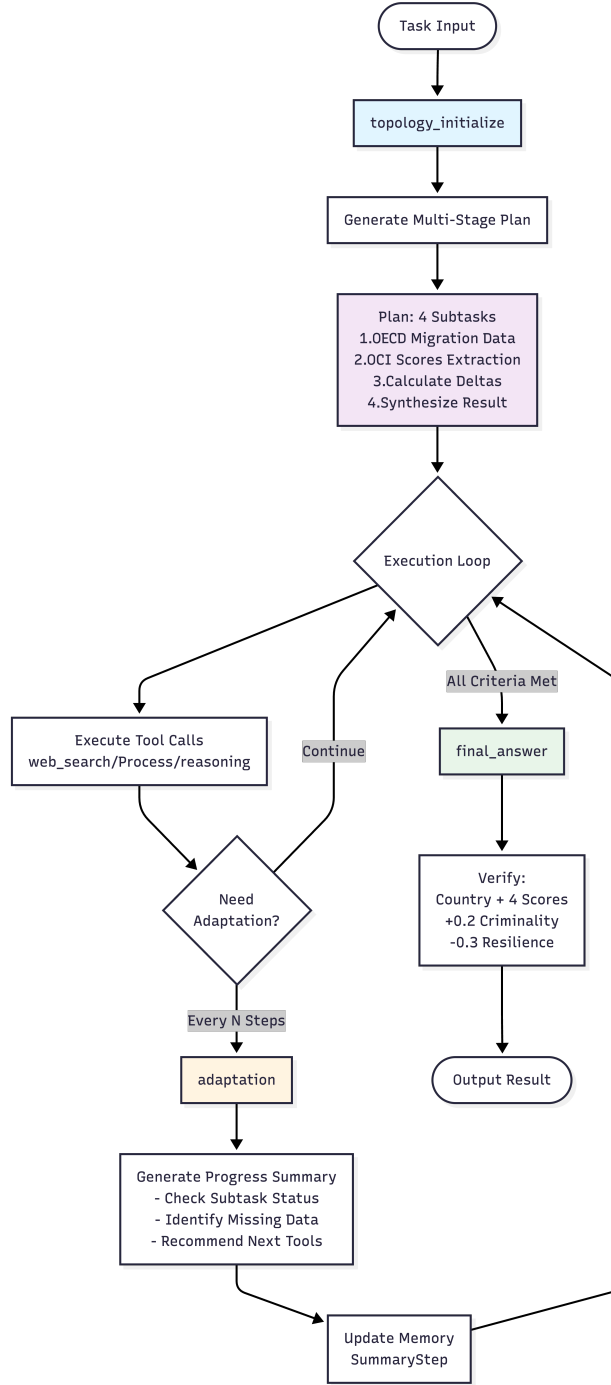 Task Input
topology_initialize
Generate Multi-Stage Plan
Plan: 4 Subtasks
1.OECD Migration Data
2.OCI Scores Extraction
3.Calculate Deltas
4.Synthesize Result
Execution Loop
All Criteria Met
Execute Tool Calls
web_search/Process/reasoning
Continue
final_answer
Need
Adaptation?
Verify:
Country + 4 Scores
+0.2 Criminality
-0.3 Resilience
Every N Steps
adaptation
Output Result
Generate Progress Summary
- Check Subtask Status
- Identify Missing Data
- Recommend Next Tools
Update Memory
SummaryStep